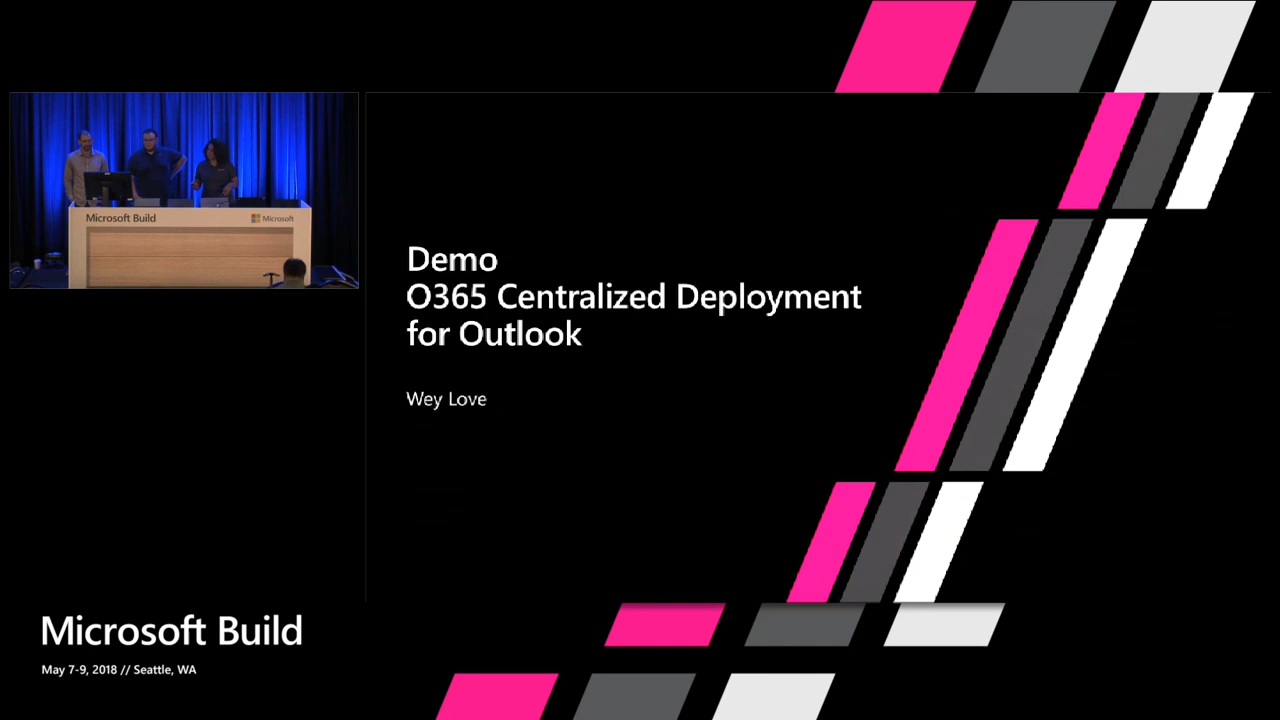 Microsoft Build
Microsoft
Demo
O365 Centralized Deployment
for Outlook
Wey Love
Microsoft Build
May 7-9, 2018 // Seattle, WA